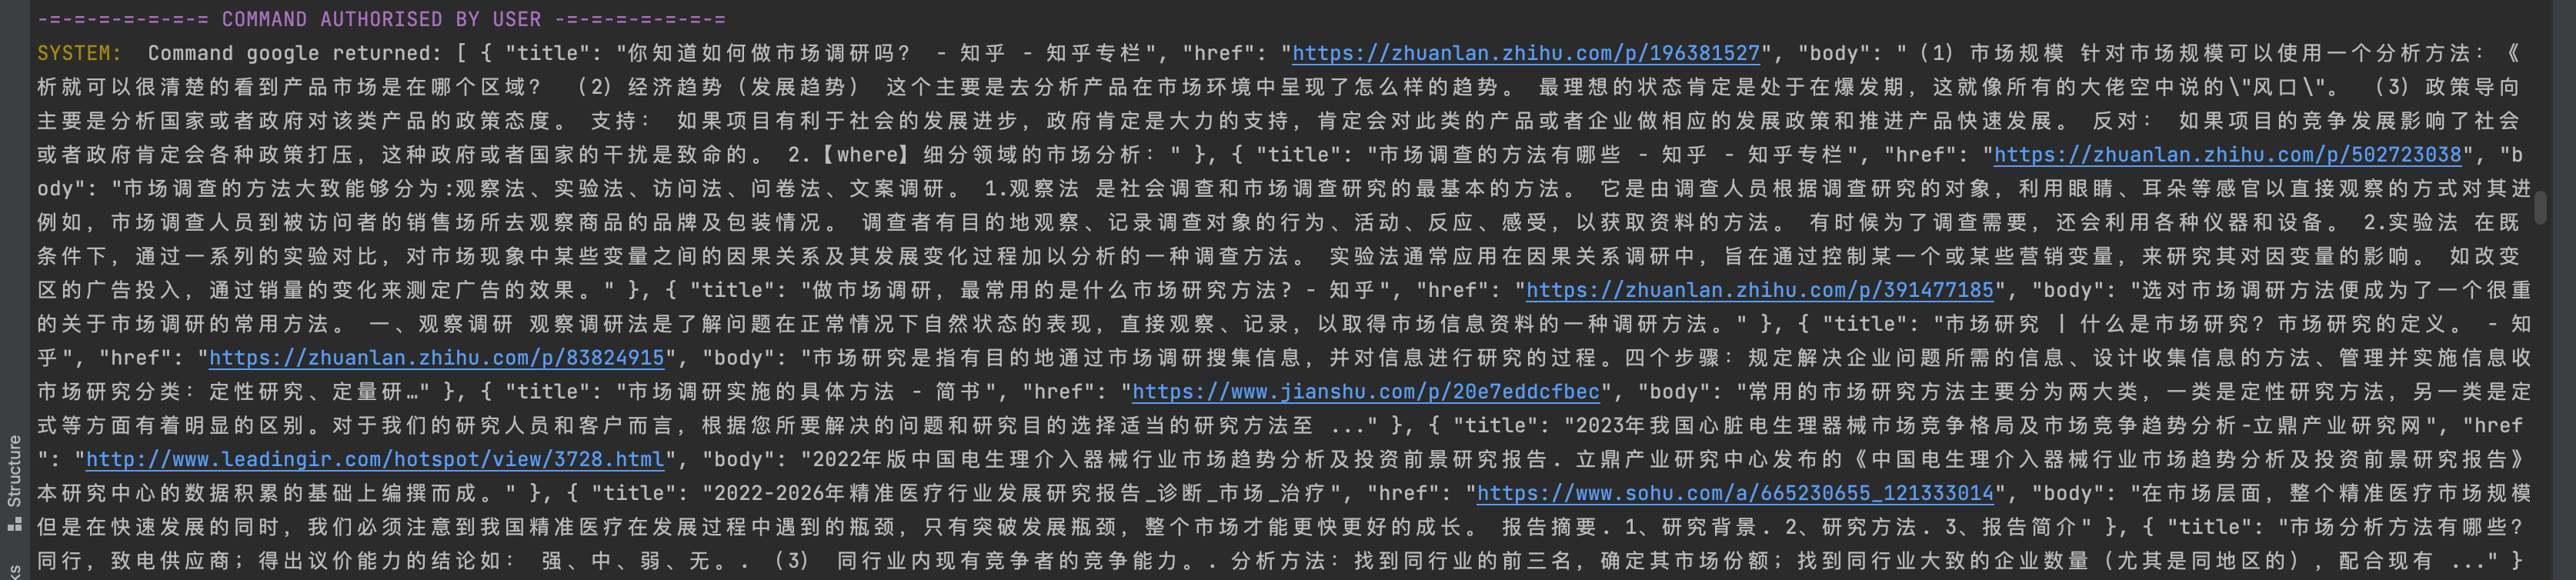 -=-=-=-=-=-=-= COMMAND AUTHORISED BY USER -=-=-=-=-=-=-=
SYSTEM:  Command google returned: [ { "title": "你知道如何做市场调研吗？ - 知乎 - 知乎专栏", "href": "https://zhuanlan.zhihu.com/p/196381527", "body": "（1）市场规模 针对市场规模可以使用一个分析方法：《
析就可以很清楚的看到产品市场是在哪个区域？ （2）经济趋势（发展趋势） 这个主要是去分析产品在市场环境中呈现了怎么样的趋势。 最理想的状态肯定是处于在爆发期，这就像所有的大佬空中说的\"风口\"。 （3）政策导向
主要是分析国家或者政府对该类产品的政策态度。 支持： 如果项目有利于社会的发展进步，政府肯定是大力的支持，肯定会对此类的产品或者企业做相应的发展政策和推进产品快速发展。 反对： 如果项目的竞争发展影响了社会
或者政府肯定会各种政策打压，这种政府或者国家的干扰是致命的。 2.【where】细分领域的市场分析：" }, { "title": "市场调查的方法有哪些 - 知乎 - 知乎专栏", "href": "https://zhuanlan.zhihu.com/p/502723038", "b
ody": "市场调查的方法大致能够分为:观察法、实验法、访问法、问卷法、文案调研。 1.观察法 是社会调查和市场调查研究的最基本的方法。 它是由调查人员根据调查研究的对象，利用眼睛、耳朵等感官以直接观察的方式对其进
例如，市场调查人员到被访问者的销售场所去观察商品的品牌及包装情况。 调查者有目的地观察、记录调查对象的行为、活动、反应、感受，以获取资料的方法。 有时候为了调查需要，还会利用各种仪器和设备。 2.实验法 在既
条件下，通过一系列的实验对比，对市场现象中某些变量之间的因果关系及其发展变化过程加以分析的一种调查方法。 实验法通常应用在因果关系调研中，旨在通过控制某一个或某些营销变量，来研究其对因变量的影响。 如改变
区的广告投入，通过销量的变化来测定广告的效果。" }, { "title": "做市场调研，最常用的是什么市场研究方法? - 知乎", "href": "https://zhuanlan.zhihu.com/p/391477185", "body": "选对市场调研方法便成为了一个很重
的关于市场调研的常用方法。 一、观察调研 观察调研法是了解问题在正常情况下自然状态的表现，直接观察、记录，以取得市场信息资料的一种调研方法。" }, { "title": "市场研究 | 什么是市场研究？市场研究的定义。 - 知
乎", "href": "https://zhuanlan.zhihu.com/p/83824915", "body": "市场研究是指有目的地通过市场调研搜集信息，并对信息进行研究的过程。四个步骤：规定解决企业问题所需的信息、设计收集信息的方法、管理并实施信息收
市场研究分类：定性研究、定量研…" }, { "title": "市场调研实施的具体方法 - 简书", "href": "https://www.jianshu.com/p/20e7eddcfbec", "body": "常用的市场研究方法主要分为两大类，一类是定性研究方法，另一类是定
式等方面有着明显的区别。对于我们的研究人员和客户而言，根据您所要解决的问题和研究目的选择适当的研究方法至 ..." }, { "title": "2023年我国心脏电生理器械市场竞争格局及市场竞争趋势分析-立鼎产业研究网", "href
": "http://www.leadingir.com/hotspot/view/3728.html", "body": "2022年版中国电生理介入器械行业市场趋势分析及投资前景研究报告. 立鼎产业研究中心发布的《中国电生理介入器械行业市场趋势分析及投资前景研究报告》
本研究中心的数据积累的基础上编撰而成。" }, { "title": "2022-2026年精准医疗行业发展研究报告_诊断_市场_治疗", "href": "https://www.sohu.com/a/665230655_121333014", "body": "在市场层面，整个精准医疗市场规模
但是在快速发展的同时，我们必须注意到我国精准医疗在发展过程中遇到的瓶颈，只有突破发展瓶颈，整个市场才能更快更好的成长。 报告摘要. 1、研究背景. 2、研究方法. 3、报告简介" }, { "title": "市场分析方法有哪些?
同行，致电供应商；得出议价能力的结论如： 强、中、弱、无。. （3） 同行业内现有竞争者的竞争能力。. 分析方法：找到同行业的前三名，确定其市场份额；找到同行业大致的企业数量（尤其是同地区的），配合现有 ..." }
Structure
ks